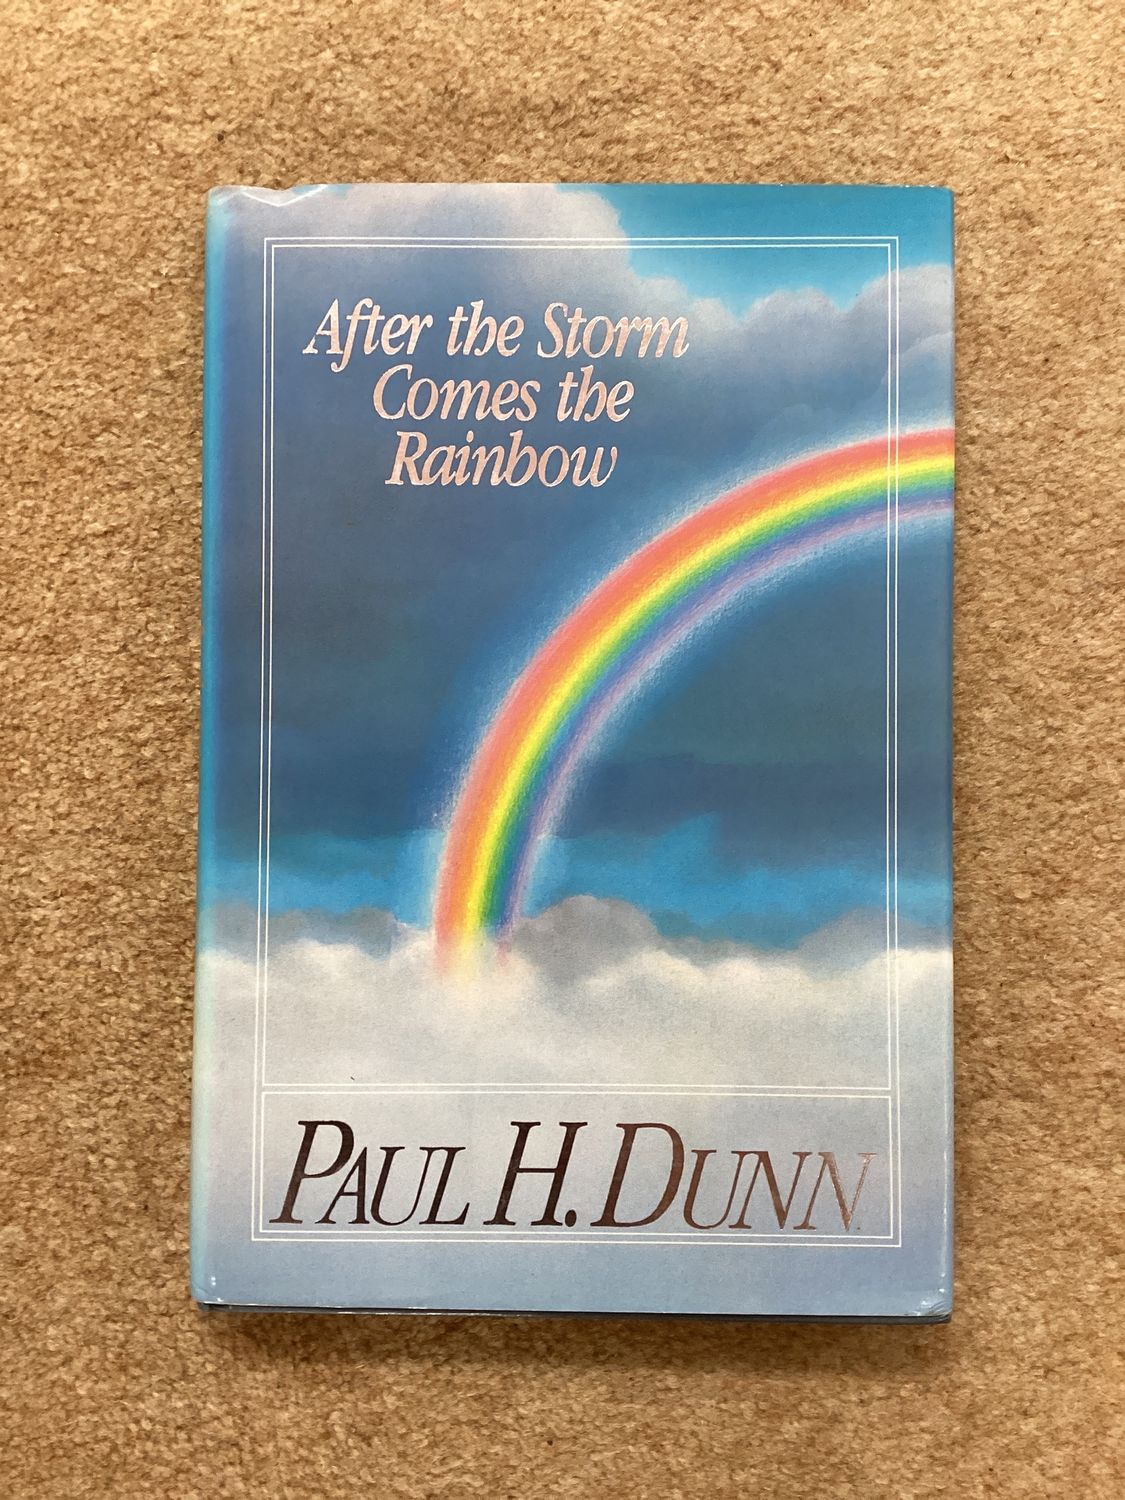 After the Storm
Comes the
Rainbow
PAUL H. DUNN